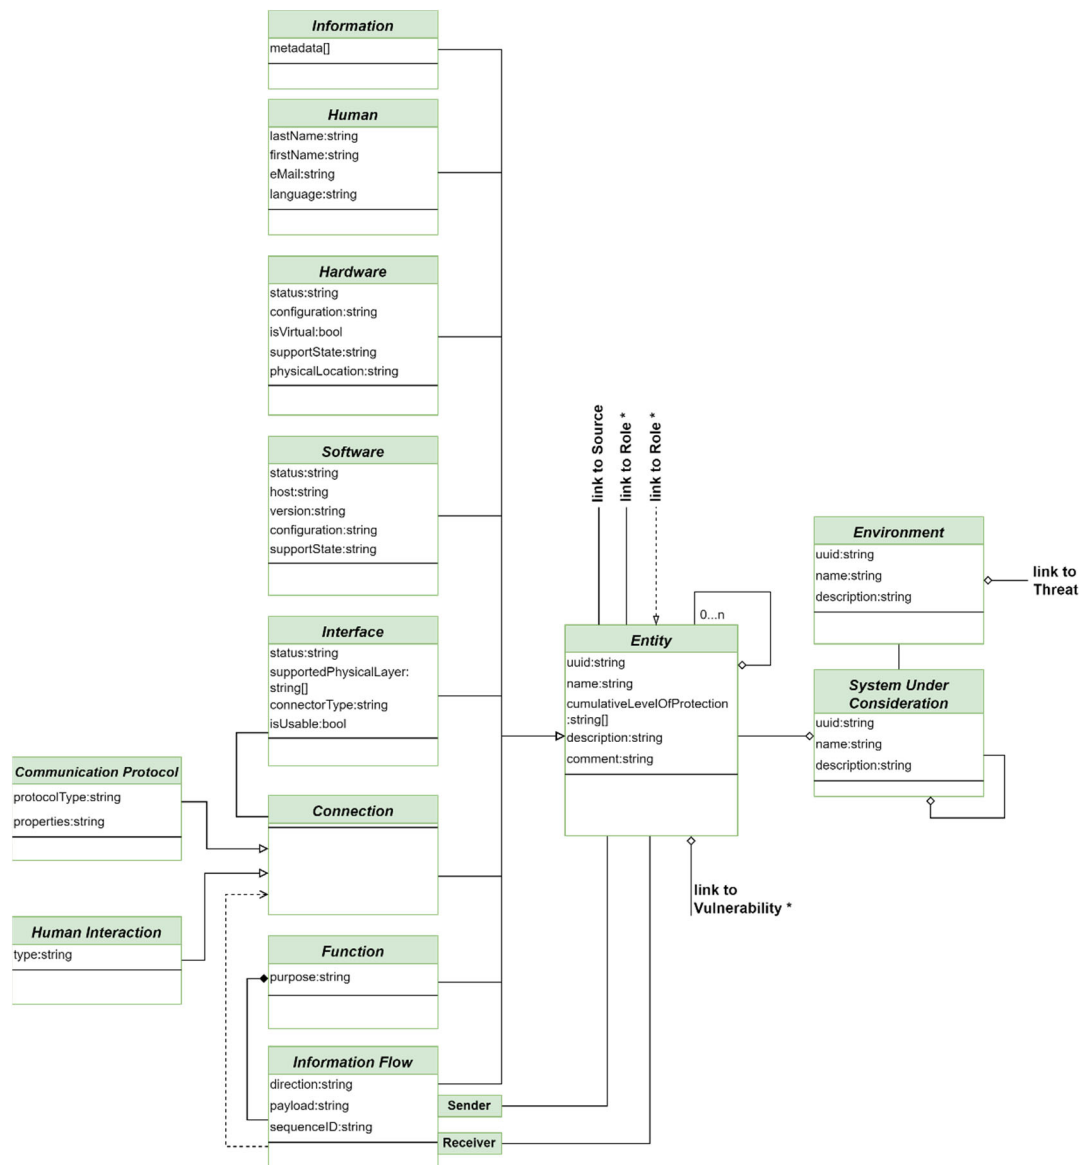 Information
metadata[]
Human
lastName:string
firstName:string
eMail:string
language:string
Hardware
status:string
configuration:string
isVirtual:bool
supportState:string
physicalLocation:string
Software
status:string
host:string
version:string
configuration:string
supportState:string
Interface
status:string
supportedPhysicalLayer:
string[]
connectorType:string
isUsable:bool
Communication Protocol
protocolType:string
properties:string
Connection
Human Interaction
type:string
Function
purpose:string
Information Flow
direction:string
payload:string
sequenceID:string
Sender
Receiver
link to Source
link to Role *
link to Role *
0...n
Entity
uuid:string
name:string
cumulativeLevelOfProtection
:string[]
description:string
comment:string
link to
Vulnerability *
Environment
uuid:string
name:string
description:string
link to
Threat
System Under
Consideration
uuid:string
name:string
description:string